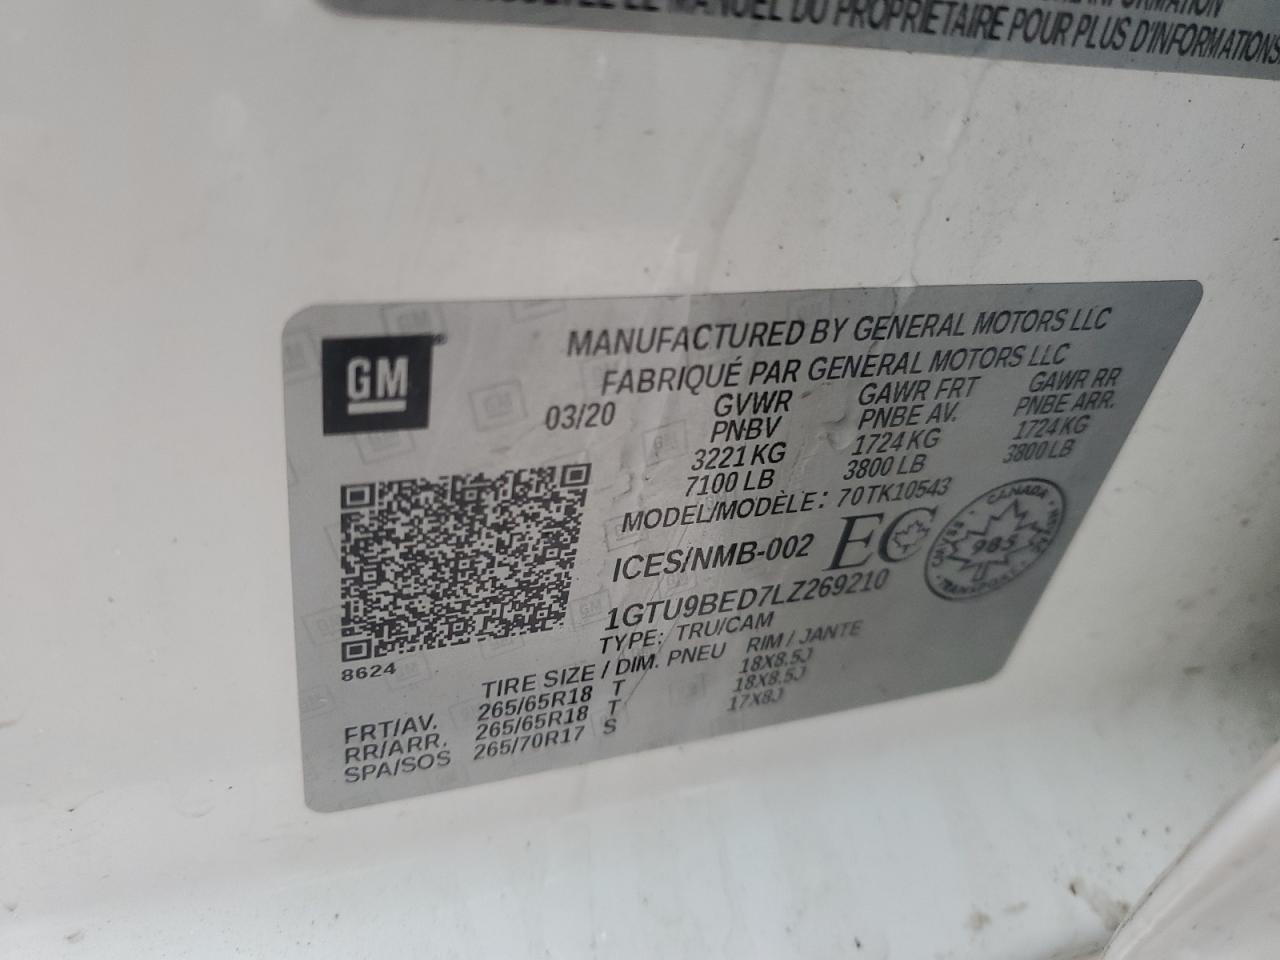 INFORMATION
LE MANUEL DU PROPRIÉTAIRE POUR PLUS D'INFORMATIONS.
GM
MANUFACTURED BY GENERAL MOTORS LLC
FABRIQUÉ PAR GENERAL MOTORS LLC
03/20 GVWR GAWR FRT GAWR RR
PNBV PNBE AV. PNBE ARR.
3221 KG 1724 KG 1724 KG
7100 LB 3800 LB 3800 LB
MODEL/MODÈLE: 70TK10543
ICES/NMB-002 EC
CANADA
985
TRANSPORT
1GTU9BED7LZ269210
TYPE: TRU/CAM
8624
TIRE SIZE / DIM. PNEU RIM / JANTE
FRT/AV. 265/65R18 T 18X8.5J
RR/ARR. 265/65R18 T 18X8.5J
SPA/SOS 265/70R17 S 17X8J